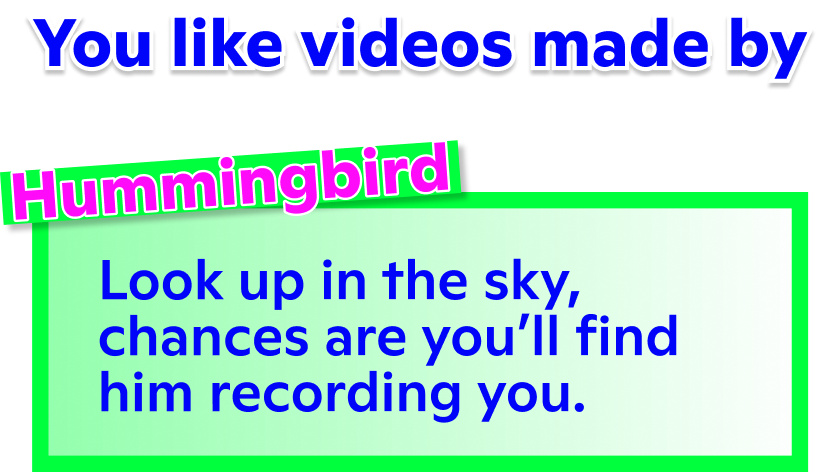 You like videos made by
Hummingbird
Look up in the sky,
chances are you’ll find
him recording you.